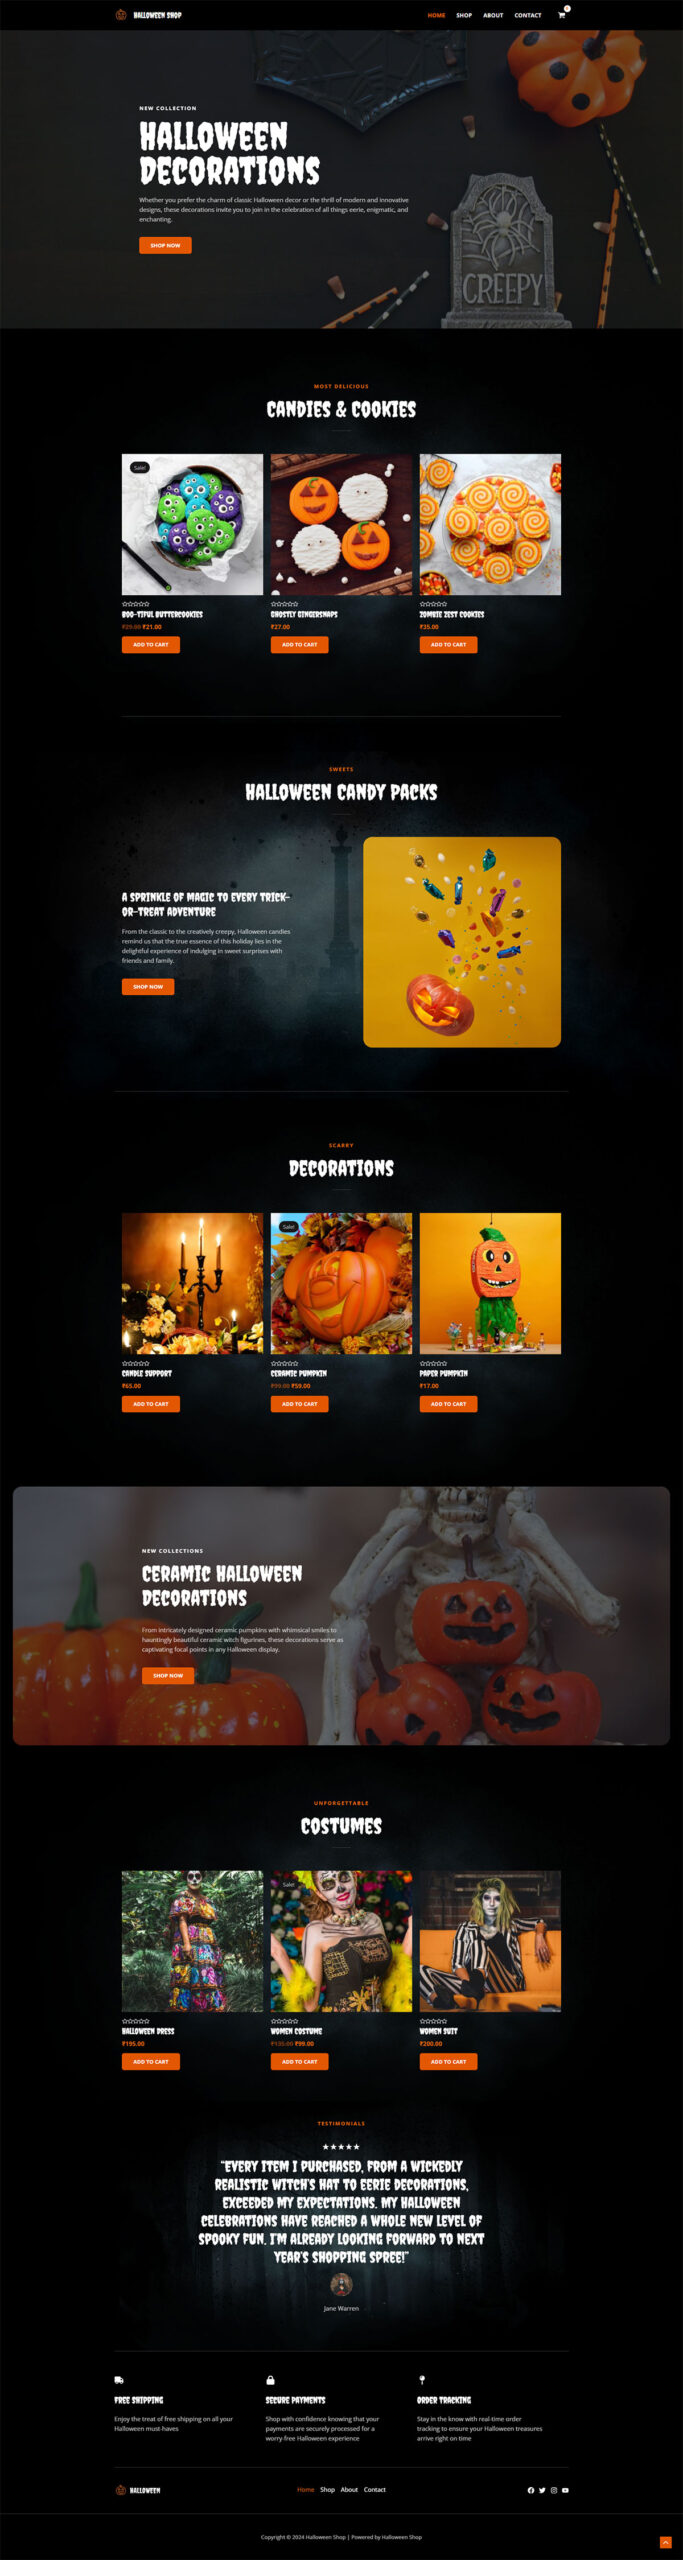 HALLOWEEN SHOP
HOME SHOP ABOUT CONTACT
0
NEW COLLECTION
HALLOWEEN
DECORATIONS
Whether you prefer the charm of classic Halloween decor or the thrill of modern and innovative
designs, these decorations invite you to join in the celebration of all things eerie, enigmatic, and
enchanting.
SHOP NOW
CREEPY
MOST DELICIOUS
CANDIES & COOKIES
Sale!
BOO-TIFUL BUTTERCOOKIES
₹29.00 ₹21.00
ADD TO CART
GHOSTLY GINGERSNAPS
₹27.00
ADD TO CART
ZOMBIE ZEST COOKIES
₹35.00
ADD TO CART
SWEETS
HALLOWEEN CANDY PACKS
A SPRINKLE OF MAGIC TO EVERY TRICK-
OR-TREAT ADVENTURE
From the classic to the creatively creepy, Halloween candies
remind us that the true essence of this holiday lies in the
delightful experience of indulging in sweet surprises with
friends and family.
SHOP NOW
SCARRY
DECORATIONS
CANDLE SUPPORT
₹65.00
ADD TO CART
Sale!
CERAMIC PUMPKIN
₹99.00 ₹59.00
ADD TO CART
PAPER PUMPKIN
₹17.00
ADD TO CART
NEW COLLECTIONS
CERAMIC HALLOWEEN
DECORATIONS
From intricately designed ceramic pumpkins with whimsical smiles to
hauntingly beautiful ceramic witch figurines, these decorations serve as
captivating focal points in any Halloween display.
SHOP NOW
UNFORGETTABLE
COSTUMES
HALLOWEEN DRESS
₹195.00
ADD TO CART
Sale!
WOMEN COSTUME
₹135.00 ₹99.00
ADD TO CART
WOMEN SUIT
₹200.00
ADD TO CART
TESTIMONIALS
"EVERY ITEM I PURCHASED, FROM A WICKEDLY
REALISTIC WITCH'S HAT TO EERIE DECORATIONS,
EXCEEDED MY EXPECTATIONS. MY HALLOWEEN
CELEBRATIONS HAVE REACHED A WHOLE NEW LEVEL OF
SPOOKY FUN. I'M ALREADY LOOKING FORWARD TO NEXT
YEAR'S SHOPPING SPREE!"
Jane Warren
FREE SHIPPING
Enjoy the treat of free shipping on all your
Halloween must-haves
SECURE PAYMENTS
Shop with confidence knowing that your
payments are securely processed for a
worry-free Halloween experience
ORDER TRACKING
Stay in the know with real-time order
tracking to ensure your Halloween treasures
arrive right on time
HALLOWEEN
Home Shop About Contact
Copyright © 2024 Halloween Shop | Powered by Halloween Shop